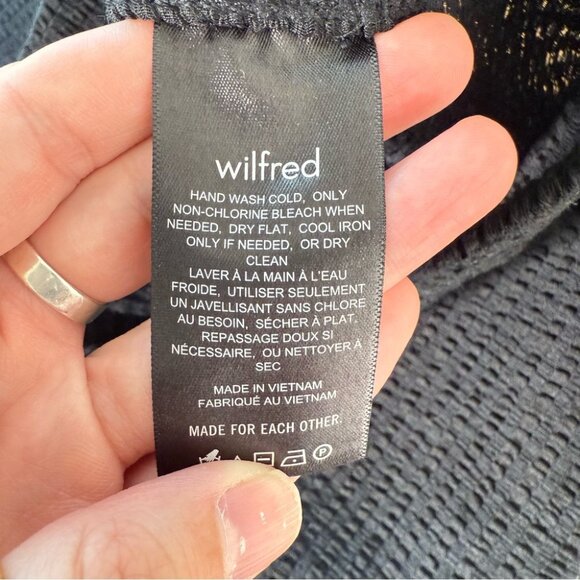 wilfred
HAND WASH COLD, ONLY
NON-CHLORINE BLEACH WHEN
NEEDED, DRY FLAT, COOL IRON
ONLY IF NEEDED, OR DRY
CLEAN
LAVER À LA MAIN À L'EAU
FROIDE, UTILISER SEULEMENT
UN JAVELLISANT SANS CHLORE
AU BESOIN, SÉCHER À PLAT,
REPASSAGE DOUX SI
NÉCESSAIRE, OU NETTOYER À
SEC
MADE IN VIETNAM
FABRIQUÉ AU VIETNAM
MADE FOR EACH OTHER.
P